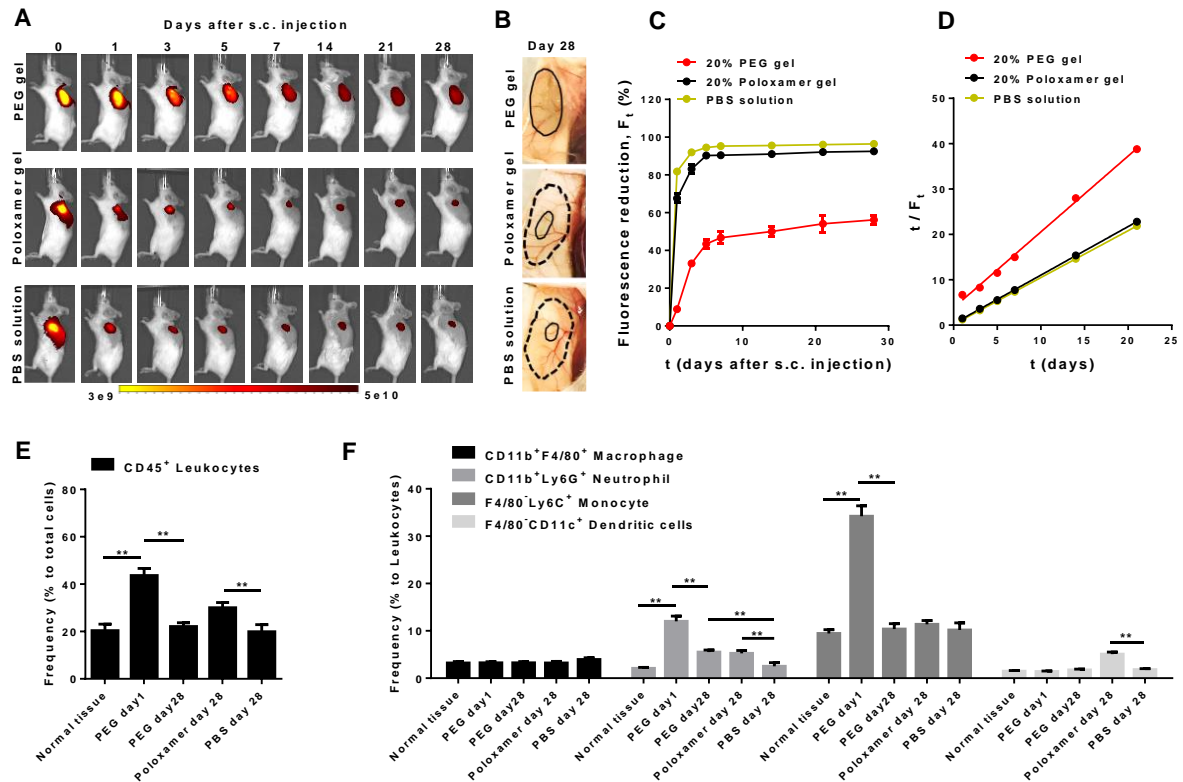 A
Days after s.c. injection
0 1 3 5 7 14 21 28
PEG gel
Poloxamer gel
PBS solution
3e9
5e10
B
Day 28
PEG gel
Poloxamer gel
PBS solution
C
20% PEG gel
20% Poloxamer gel
PBS solution
Fluorescence reduction, Ft (%)
120
100
80
60
40
20
0
0 10 20 30
t (days after s.c. injection)
D
20% PEG gel
20% Poloxamer gel
PBS solution
t / Ft
60
40
30
20
10
0
0 5 10 15 20 25
t (days)
E
CD45+ Leukocytes
Frequency (% to total cells)
80
60
40
20
0
**
**
**
Normal tissue
PEG day1
PEG day28
Poloxamer day 28
PBS day 28
F
CD11b+F4/80+ Macrophage
CD11b+Ly6G+ Neutrophil
F4/80-Ly6C+ Monocyte
F4/80-CD11c+ Dendritic cells
Frequency (% to Leukocytes)
40
30
20
10
0
**
**
**
**
**
**
**
Normal tissue
PEG day1
PEG day28
Poloxamer day 28
PBS day 28
Normal tissue
PEG day1
PEG day28
Poloxamer day 28
PBS day 28
Normal tissue
PEG day1
PEG day28
Poloxamer day 28
PBS day 28
Normal tissue
PEG day1
PEG day28
Poloxamer day 28
PBS day 28